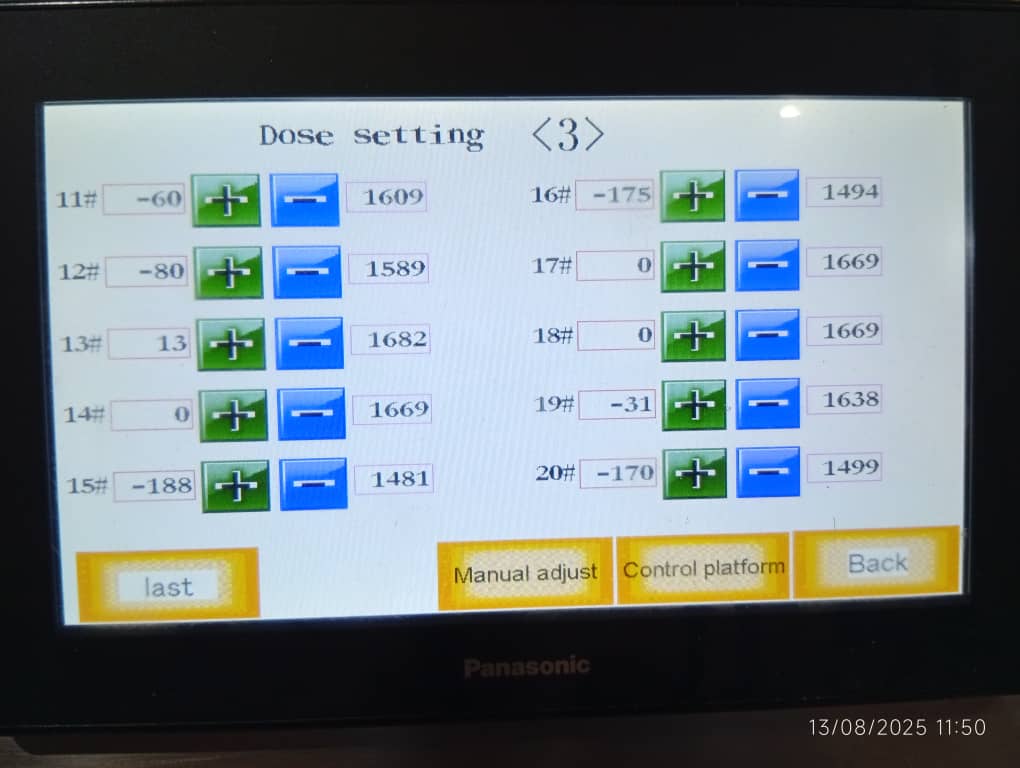 Dose setting <3>
11# -60 + - 1609
16# -175 + - 1494
12# -80 + - 1589
17# 0 + - 1669
13# 13 + - 1682
18# 0 + - 1669
14# 0 + - 1669
19# -31 + - 1638
15# -188 + - 1481
20# -170 + - 1499
last
Manual adjust
Control platform
Back
Panasonic
13/08/2025 11:50